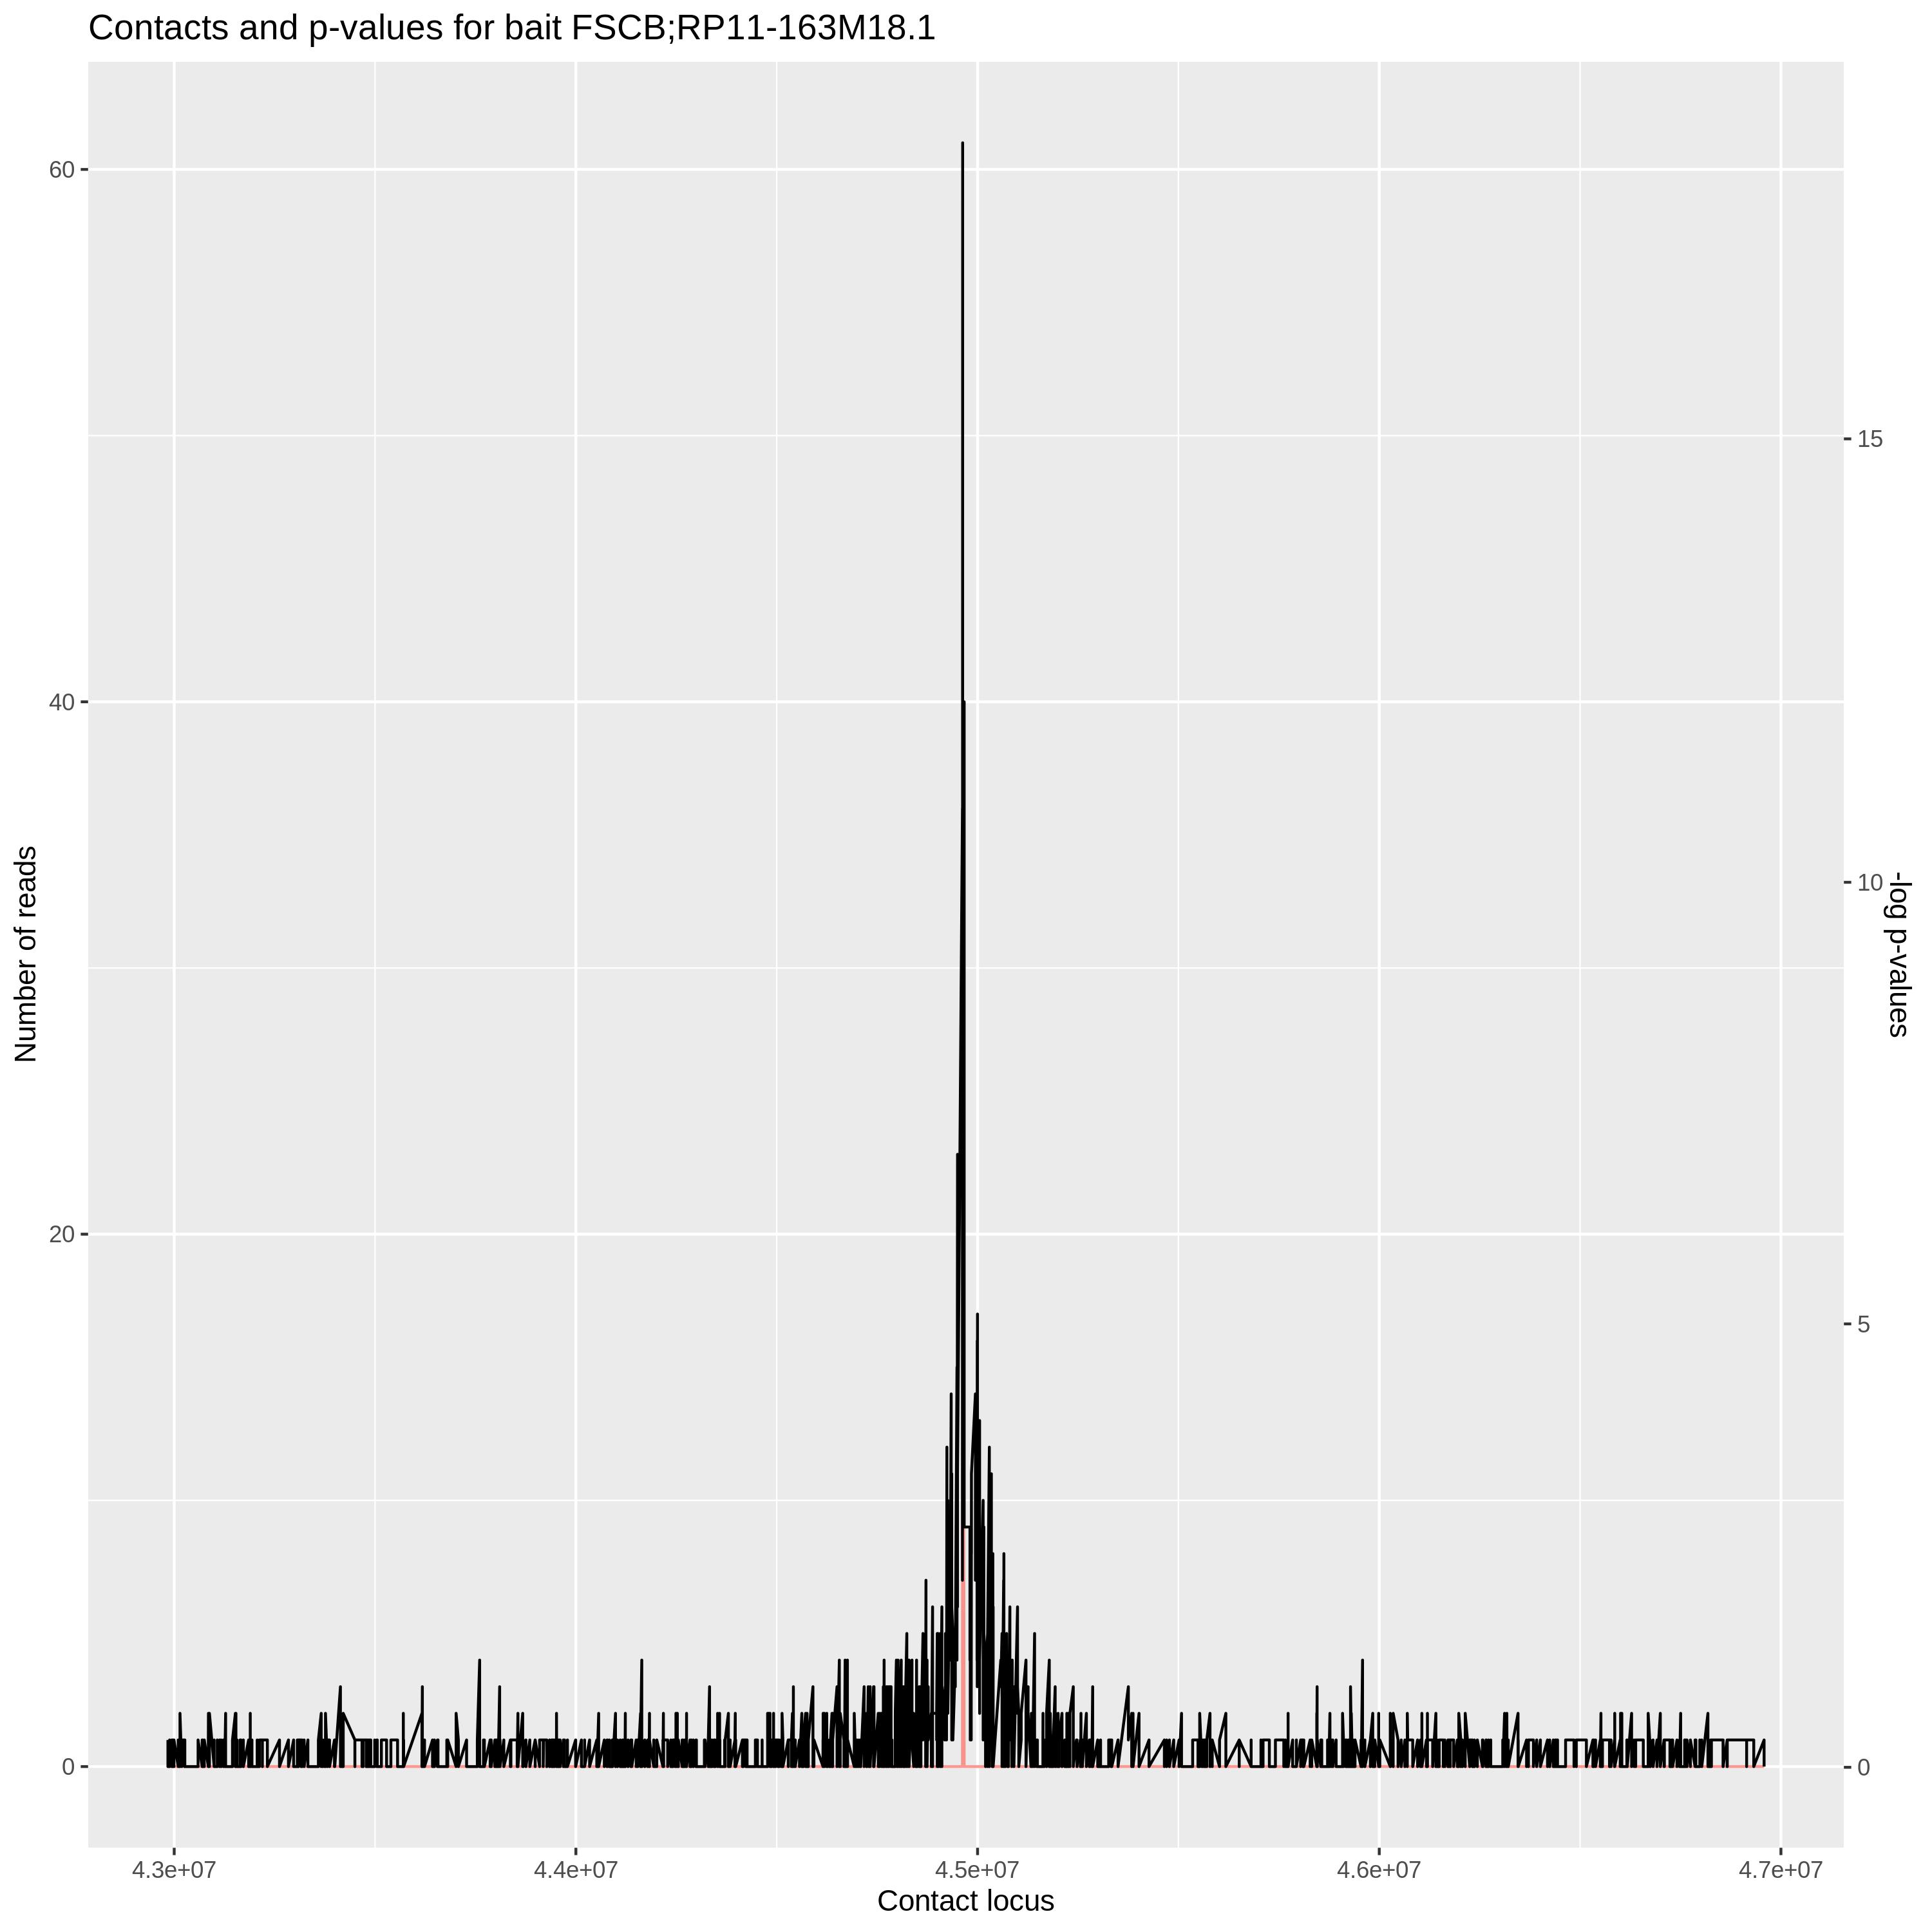 Contacts and p-values for bait FSCB;RP11-163M18.1
60
40
20
0
Number of reads
15
10
5
0
-log p-values
4.3e+07
4.4e+07
4.5e+07
4.6e+07
4.7e+07
Contact locus